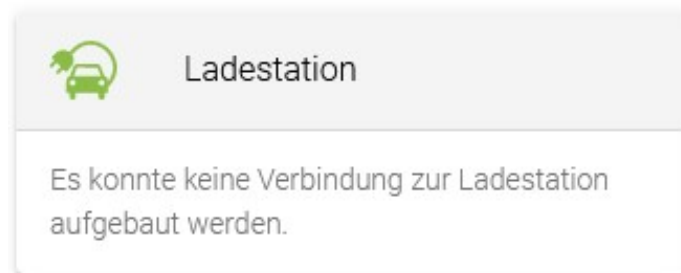 Ladestation
Es konnte keine Verbindung zur Ladestation
aufgebaut werden.